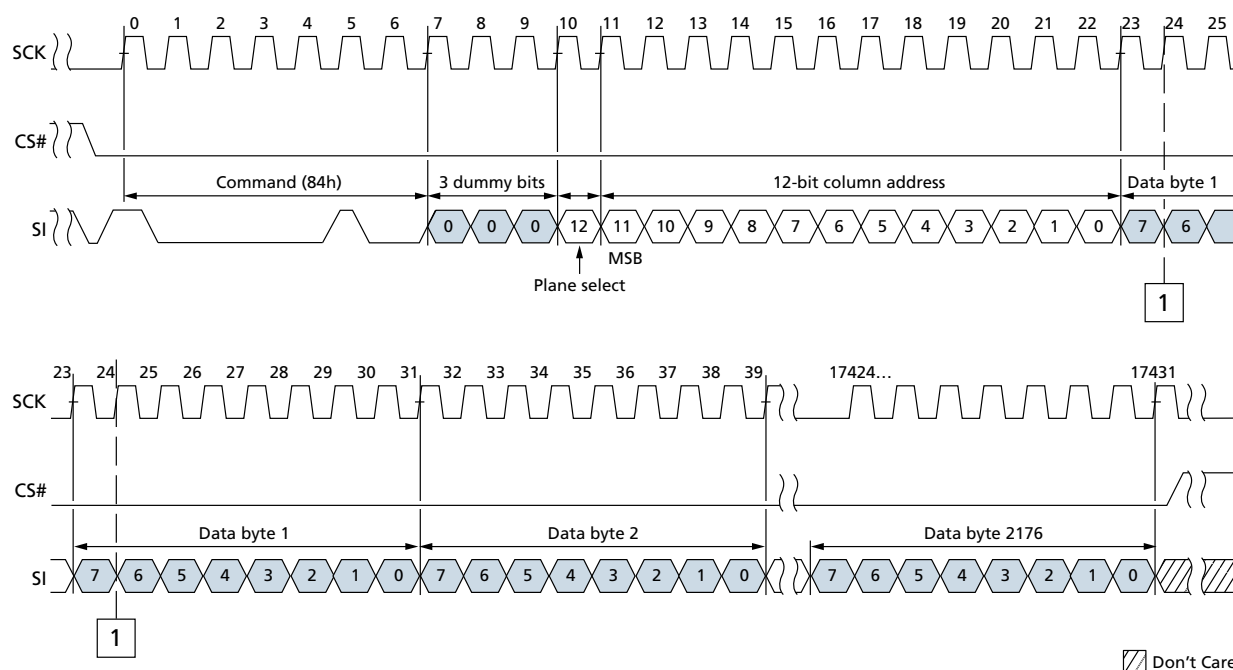 0 1 2 3 4 5 6 7 8 9 10 11 12 13 14 15 16 17 18 19 20 21 22 23 24 25
SCK
CS#
Command (84h) 3 dummy bits 12-bit column address Data byte 1
SI 0 0 0 12 11 10 9 8 7 6 5 4 3 2 1 0 7 6
MSB
Plane select
1
23 24 25 26 27 28 29 30 31 32 33 34 35 36 37 38 39 17424... 17431
SCK
CS#
Data byte 1 Data byte 2 Data byte 2176
SI 7 6 5 4 3 2 1 0 7 6 5 4 3 2 1 0 7 6 5 4 3 2 1 0
1
Don't Care